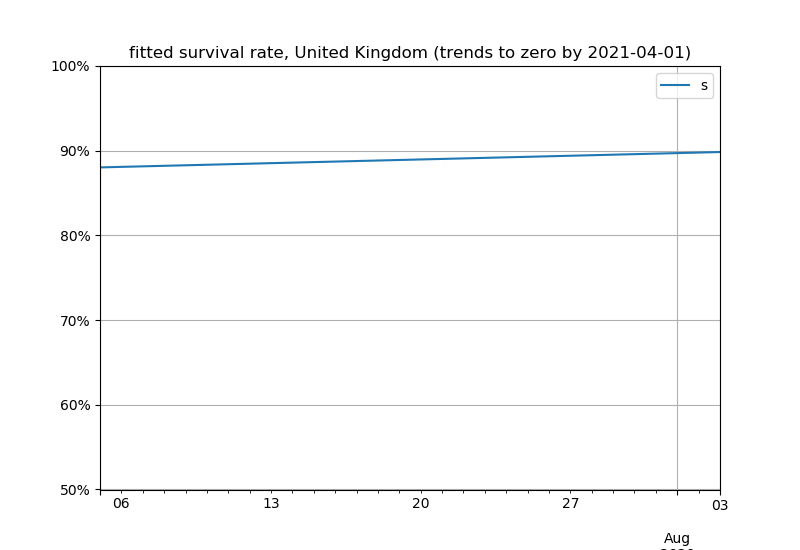 fitted survival rate, United Kingdom (trends to zero by 2021-04-01)
100%
s
90%
80%
70%
60%
50%
06 13 20 27 03
Aug